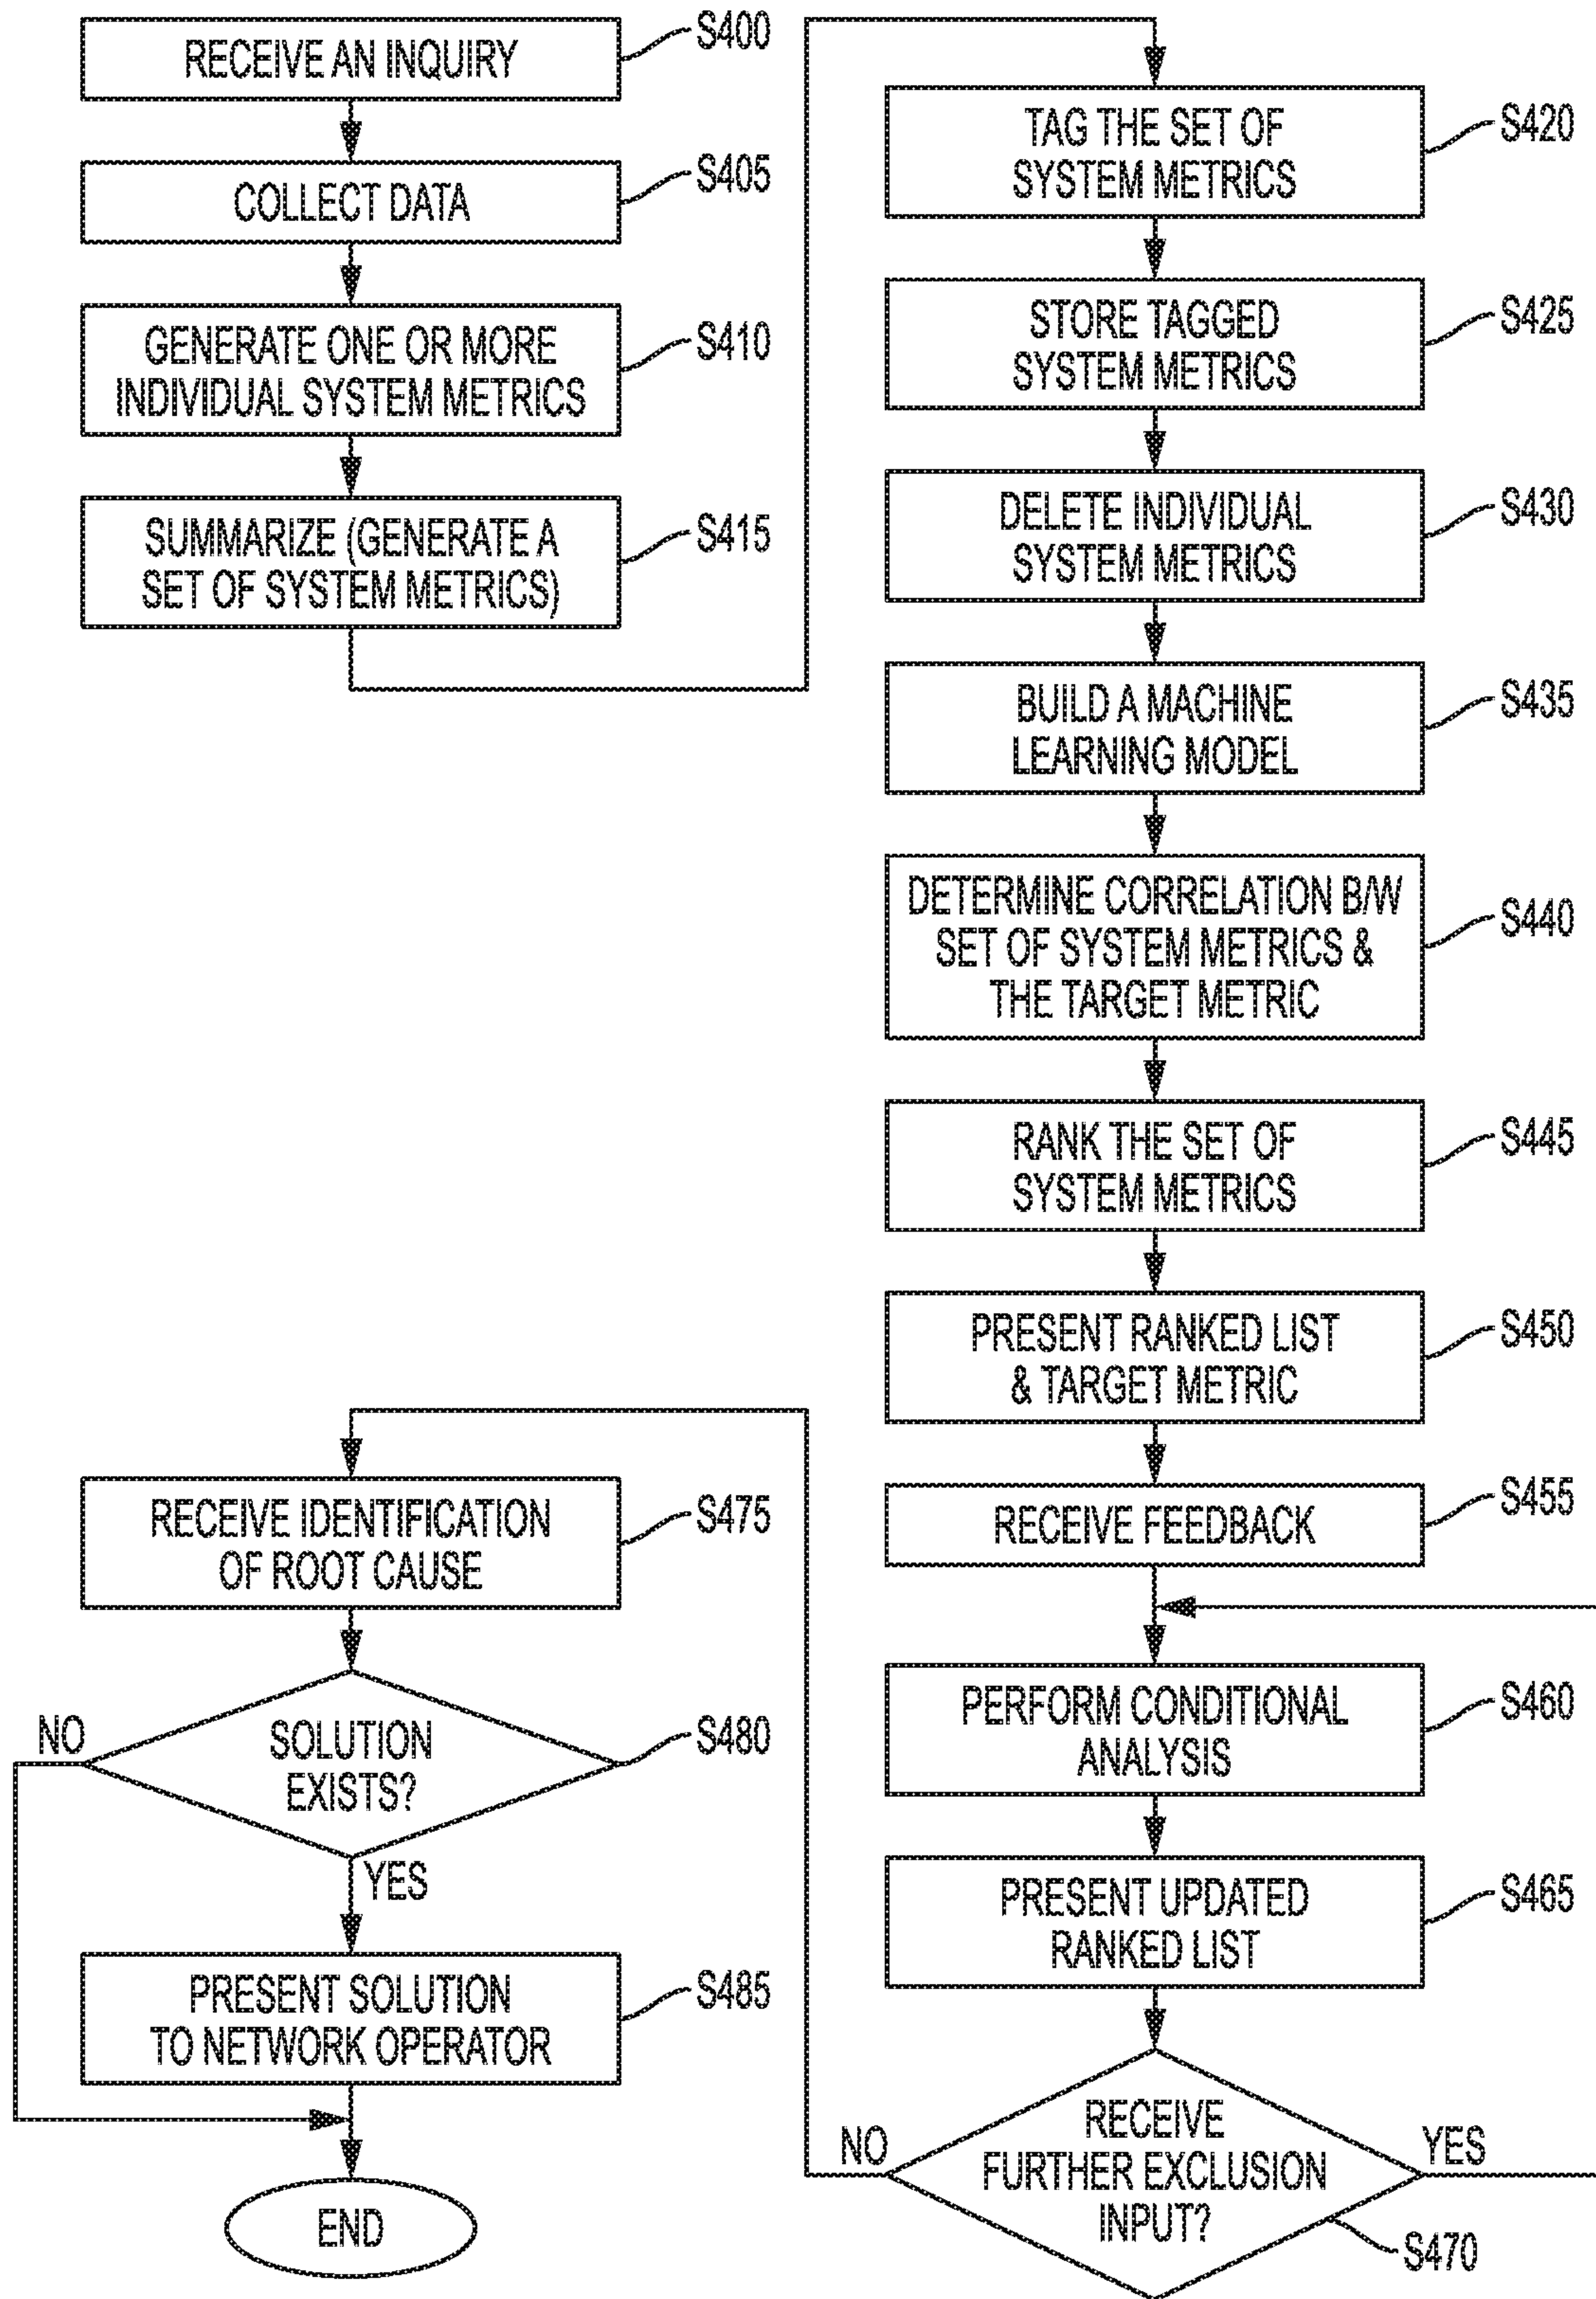 RECEIVE AN INQUIRY
S400
COLLECT DATA
S405
GENERATE ONE OR MORE
INDIVIDUAL SYSTEM METRICS
S410
SUMMARIZE (GENERATE A
SET OF SYSTEM METRICS)
S415
TAG THE SET OF
SYSTEM METRICS
S420
STORE TAGGED
SYSTEM METRICS
S425
DELETE INDIVIDUAL
SYSTEM METRICS
S430
BUILD A MACHINE
LEARNING MODEL
S435
DETERMINE CORRELATION B/W
SET OF SYSTEM METRICS &
THE TARGET METRIC
S440
RANK THE SET OF
SYSTEM METRICS
S445
PRESENT RANKED LIST
& TARGET METRIC
S450
RECEIVE FEEDBACK
S455
PERFORM CONDITIONAL
ANALYSIS
S460
PRESENT UPDATED
RANKED LIST
S465
RECEIVE
FURTHER EXCLUSION
INPUT?
NO
YES
S470
RECEIVE IDENTIFICATION
OF ROOT CAUSE
S475
SOLUTION
EXISTS?
NO
S480
YES
PRESENT SOLUTION
TO NETWORK OPERATOR
S485
END